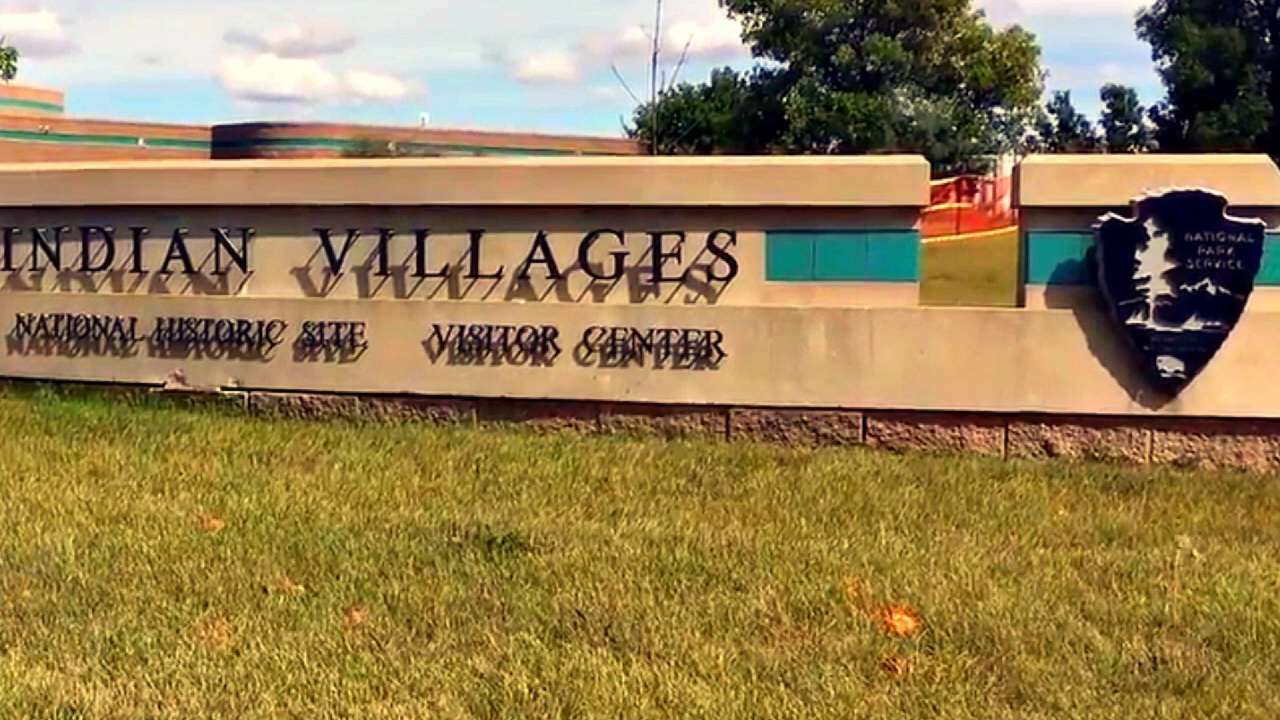 INDIAN VILLAGES
NATIONAL HISTORIC SITE VISITOR CENTER
NATIONAL
PARK
SERVICE